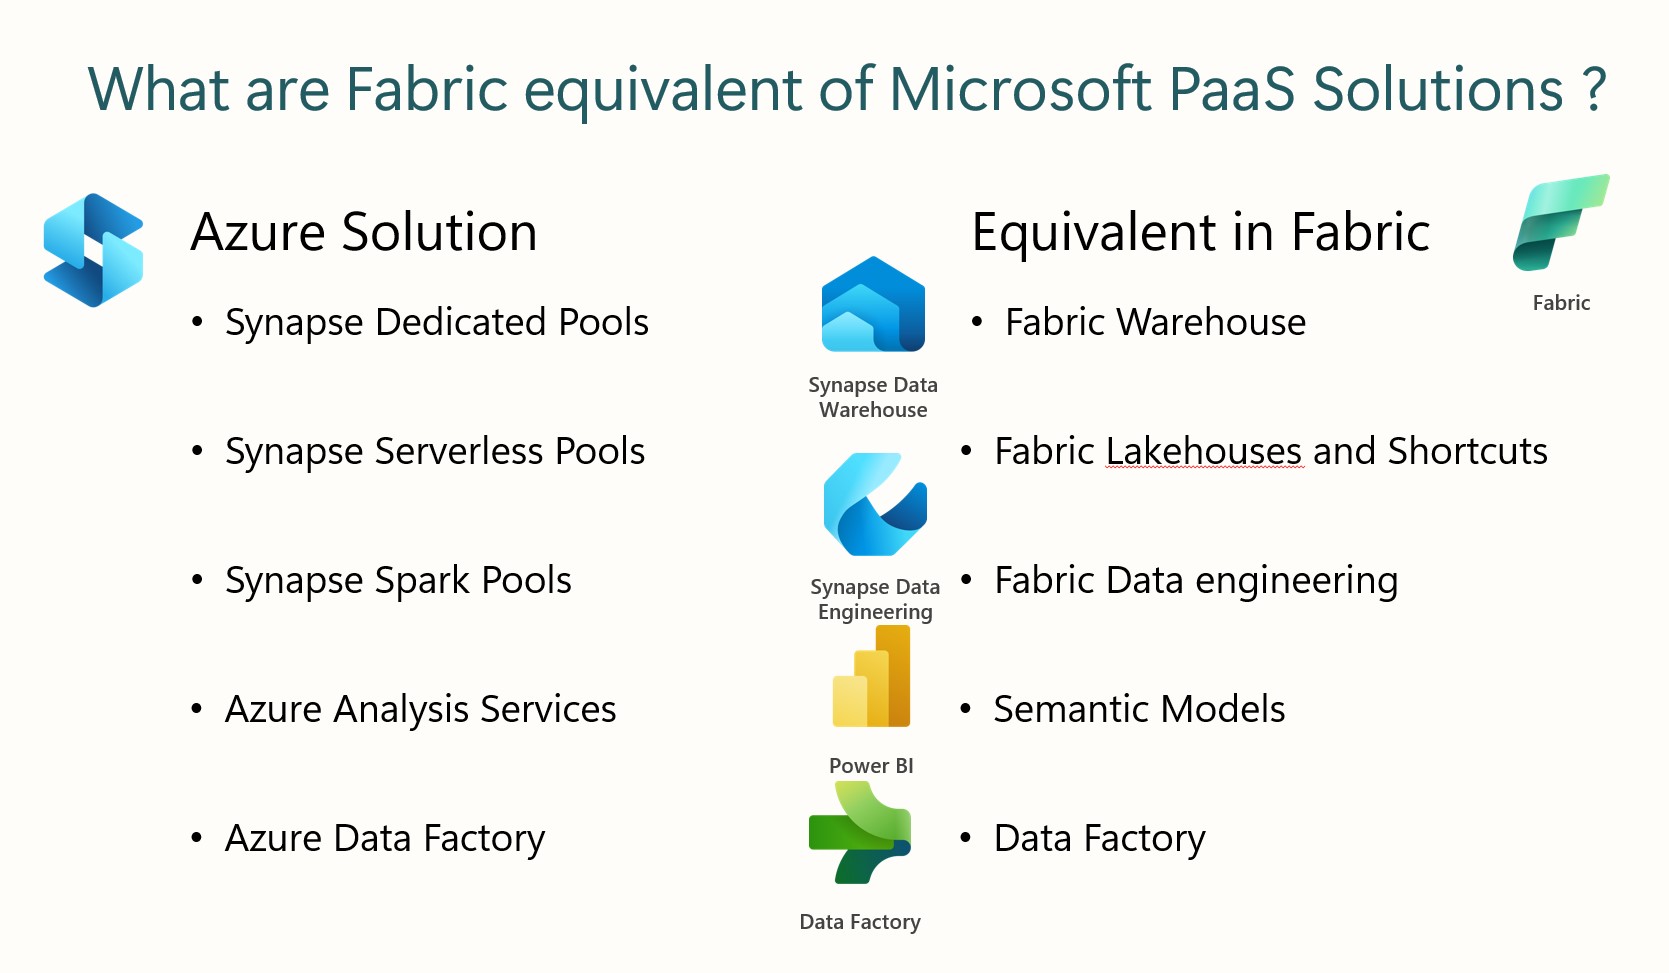 What are Fabric equivalent of Microsoft PaaS Solutions ?
Azure Solution
• Synapse Dedicated Pools
• Synapse Serverless Pools
• Synapse Spark Pools
• Azure Analysis Services
• Azure Data Factory
Synapse Data
Warehouse
Synapse Data
Engineering
Power BI
Data Factory
Equivalent in Fabric
• Fabric Warehouse
• Fabric Lakehouses and Shortcuts
• Fabric Data engineering
• Semantic Models
• Data Factory
Fabric